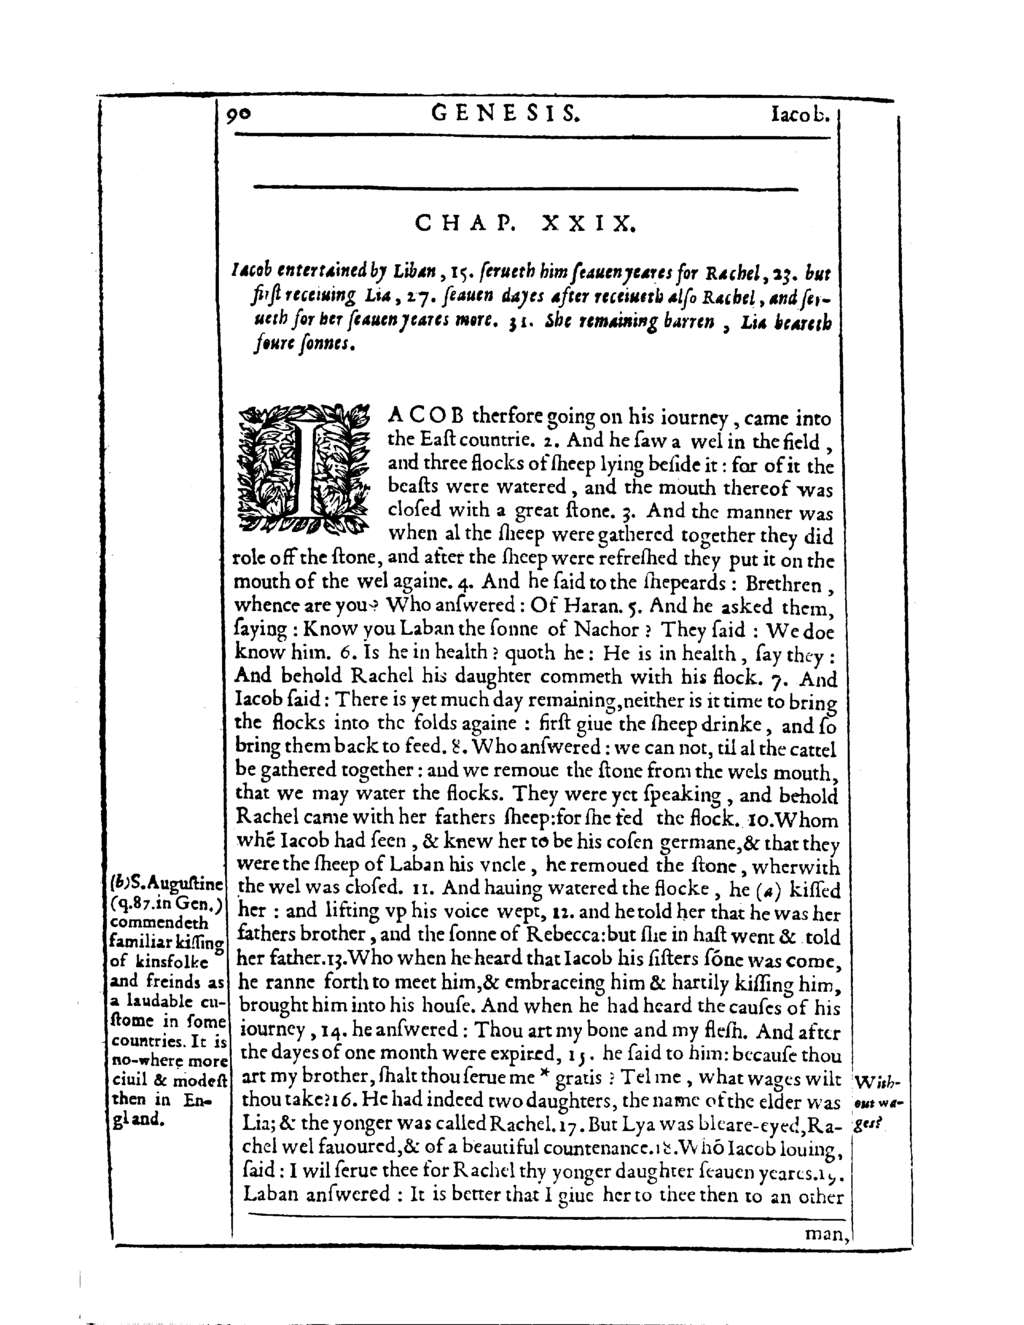 90 GENESIS. Iacob.
CHAP. XXIX.
Iacob entertained by Liban, 15. ſerueth him ſeauen yeares for Rachel, 23. but
firſt receiuing Lia, 27. ſeauen dayes after receiueth alſo Rachel, and ſer-
ueth for her ſeauen yeares more. 31. She remaining barren, Lia beareth
foure ſonnes.
IACOB therfore going on his iourney, came into
the Eaſt countrie. 2. And he ſaw a wel in the field,
and three flocks of ſheep lying beſide it: for of it the
beaſts were watered, and the mouth thereof was
cloſed with a great ſtone. 3. And the manner was
when al the ſheep were gathered together they did
role off the ſtone, and after the ſheep were refreſhed they put it on the
mouth of the wel againe. 4. And he ſaid to the ſhepeards: Brethren,
whence are you? Who anſwered: Of Haran. 5. And he asked them,
ſaying: Know you Laban the ſonne of Nachor? They ſaid: We doe
know him. 6. Is he in health? quoth he: He is in health, ſay they:
And behold Rachel his daughter commeth with his flock. 7. And
Iacob ſaid: There is yet much day remaining, neither is it time to bring
the flocks into the folds againe: firſt giue the ſheep drinke, and ſo
bring them back to feed. 8. Who anſwered: we can not, til al the cattel
be gathered together: and we remoue the ſtone from the wels mouth,
that we may water the flocks. They were yet ſpeaking, and behold
Rachel came with her fathers ſheep: for ſhe fed the flock. 10. Whom
whē Iacob had ſeen, & knew her to be his coſen germane, & that they
were the ſheep of Laban his vncle, he remoued the ſtone, wherwith
the wel was cloſed. 11. And hauing watered the flocke, he (a) kiſſed
her: and lifting vp his voice wept, 12. and he told her that he was her
fathers brother, and the ſonne of Rebecca: but ſhe in haſt went & told
her father. 13. Who when he heard that Iacob his ſiſters ſōne was come,
he ranne forth to meet him, & embraceing him & hartily kiſſing him,
brought him into his houſe. And when he had heard the cauſes of his
iourney, 14. he anſwered: Thou art my bone and my fleſh. And after
the dayes of one month were expired, 15. he ſaid to him: becauſe thou
art my brother, ſhalt thou ſerue me * gratis? Tel me, what wages wilt
thou take? 16. He had indeed two daughters, the name of the elder was
Lia; & the yonger was called Rachel. 17. But Lya was bleare-eyed, Ra-
chel wel fauoured, & of a beautiful countenance. 18. Whō Iacob louing,
ſaid: I wil ſerue thee for Rachel thy yonger daughter ſeauen yeares. 19.
Laban anſwered: It is better that I giue her to thee then to an other
man,
(b) S. Auguſtine
(q. 87. in Gen.)
commendeth
familiar kiſſing
of kinsfolke
and freinds as
a laudable cu-
ſtome in ſome
countries. It is
no-where more
ciuil & modeſt
then in En-
gland.
With-
out wa-
ges?